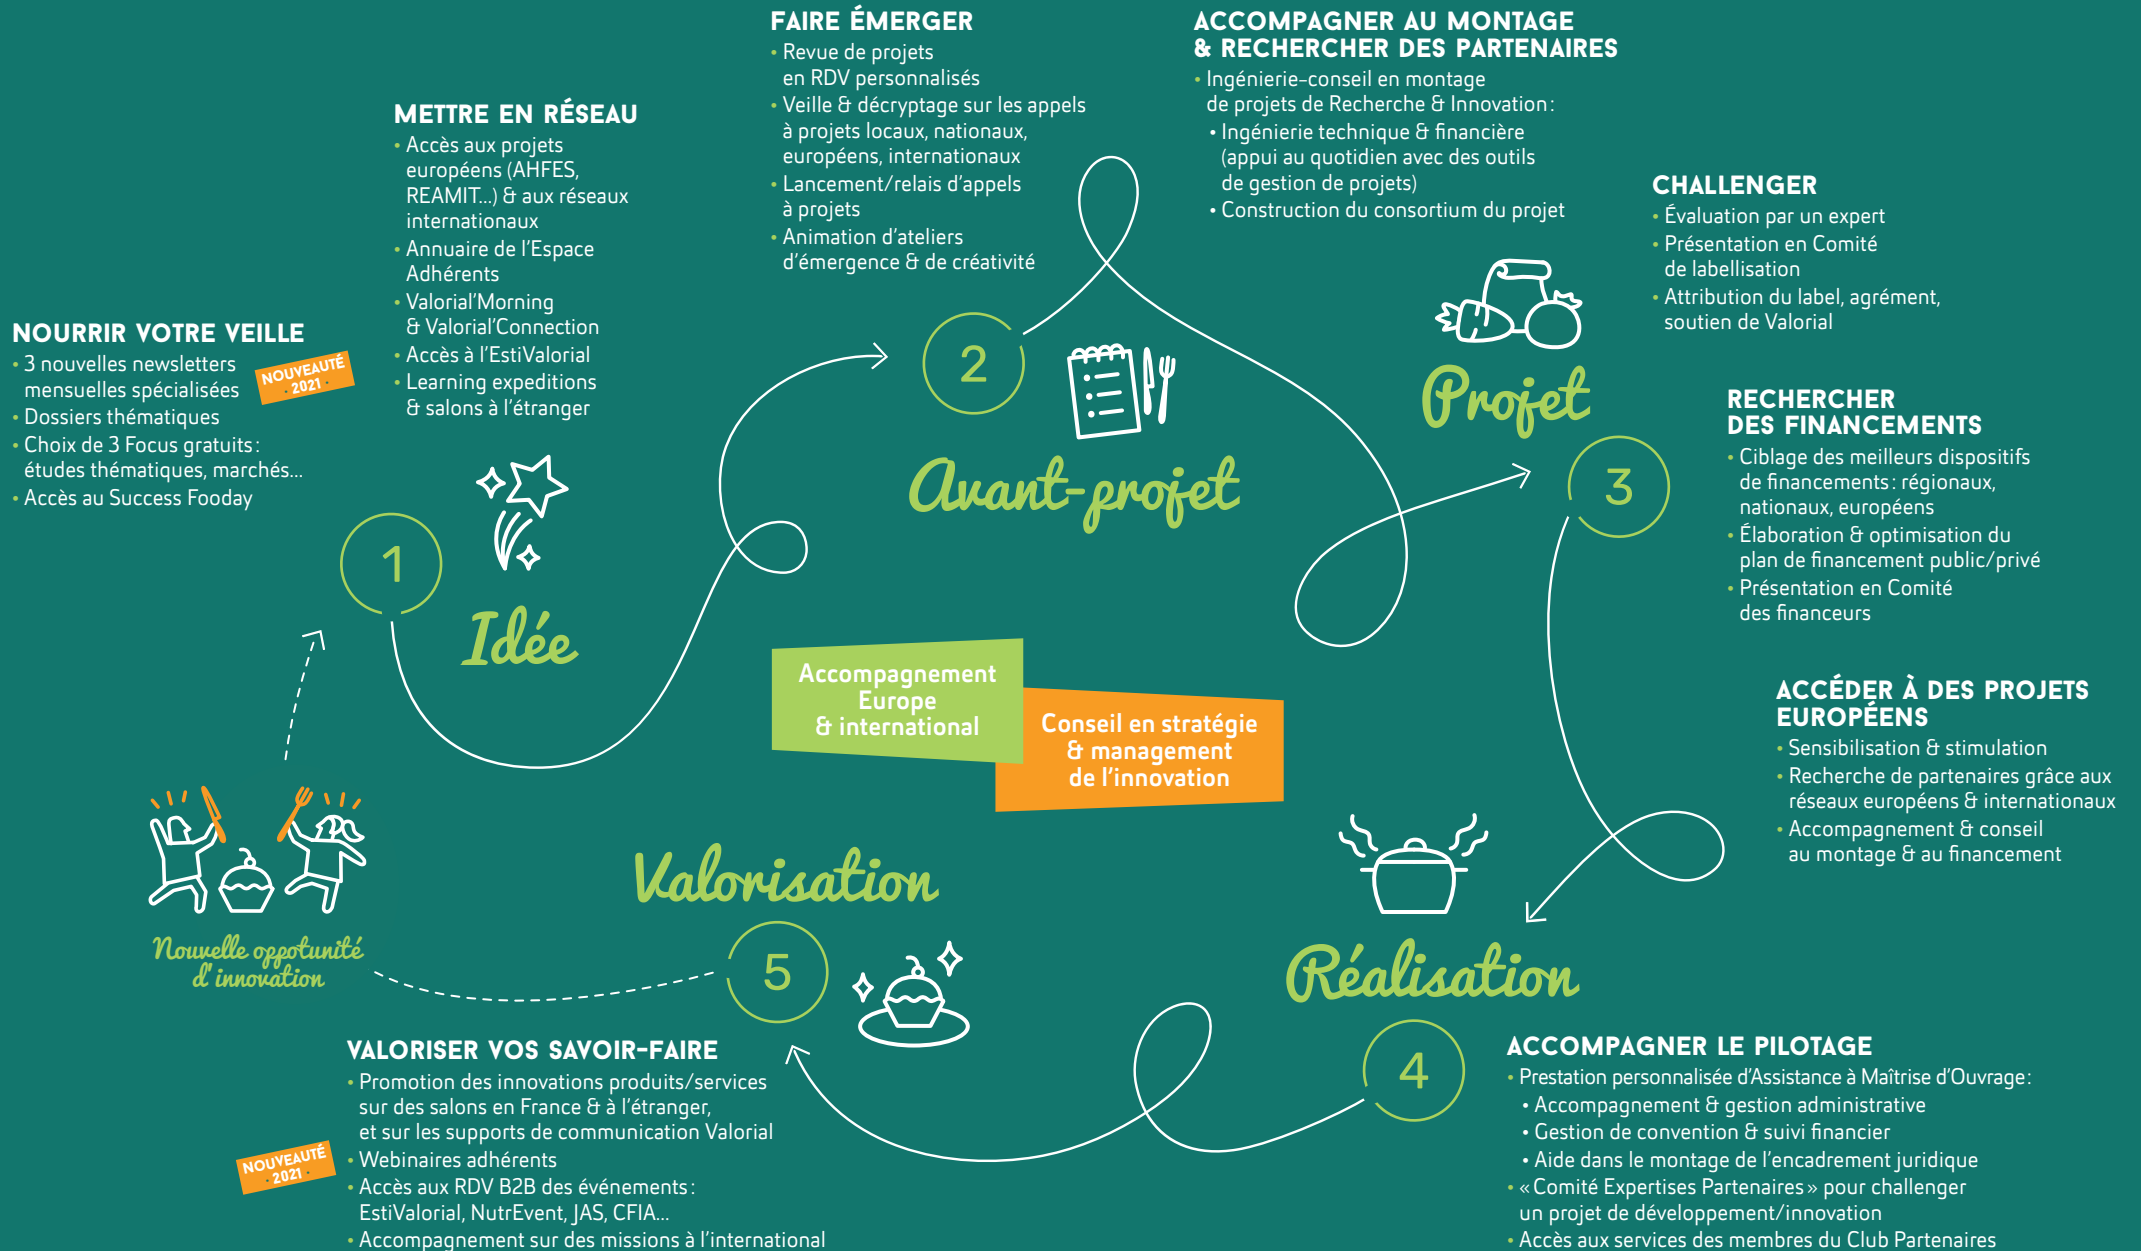 NOURRIR VOTRE VEILLE
• 3 nouvelles newsletters
mensuelles spécialisées
NOUVEAUTÉ
• 2021 •
• Dossiers thématiques
• Choix de 3 Focus gratuits :
études thématiques, marchés...
• Accès au Success Fooday
METTRE EN RÉSEAU
• Accès aux projets
européens (AHFES,
REAMIT...) & aux réseaux
internationaux
• Annuaire de l'Espace
Adhérents
• Valorial'Morning
& Valorial'Connection
• Accès à l'EstiValorial
• Learning expeditions
& salons à l'étranger
1
Idée
FAIRE ÉMERGER
• Revue de projets
en RDV personnalisés
• Veille & décryptage sur les appels
à projets locaux, nationaux,
européens, internationaux
• Lancement/relais d'appels
à projets
• Animation d'ateliers
d'émergence & de créativité
2
Avant-projet
ACCOMPAGNER AU MONTAGE
& RECHERCHER DES PARTENAIRES
• Ingénierie-conseil en montage
de projets de Recherche & Innovation :
• Ingénierie technique & financière
(appui au quotidien avec des outils
de gestion de projets)
• Construction du consortium du projet
CHALLENGER
• Évaluation par un expert
• Présentation en Comité
de labellisation
• Attribution du label, agrément,
soutien de Valorial
Projet
3
RECHERCHER
DES FINANCEMENTS
• Ciblage des meilleurs dispositifs
de financements : régionaux,
nationaux, européens
• Élaboration & optimisation du
plan de financement public/privé
• Présentation en Comité
des financeurs
ACCÉDER À DES PROJETS
EUROPÉENS
• Sensibilisation & stimulation
• Recherche de partenaires grâce aux
réseaux européens & internationaux
• Accompagnement & conseil
au montage & au financement
Accompagnement
Europe
& international
Conseil en stratégie
& management
de l'innovation
Réalisation
4
ACCOMPAGNER LE PILOTAGE
• Prestation personnalisée d'Assistance à Maîtrise d'Ouvrage :
• Accompagnement & gestion administrative
• Gestion de convention & suivi financier
• Aide dans le montage de l'encadrement juridique
• « Comité Expertises Partenaires » pour challenger
un projet de développement/innovation
• Accès aux services des membres du Club Partenaires
Valorisation
5
VALORISER VOS SAVOIR-FAIRE
• Promotion des innovations produits/services
sur des salons en France & à l'étranger,
et sur les supports de communication Valorial
NOUVEAUTÉ
• 2021 •
• Webinaires adhérents
• Accès aux RDV B2B des événements :
EstiValorial, NutrEvent, JAS, CFIA...
• Accompagnement sur des missions à l'international
Nouvelle oppotunité
d'innovation